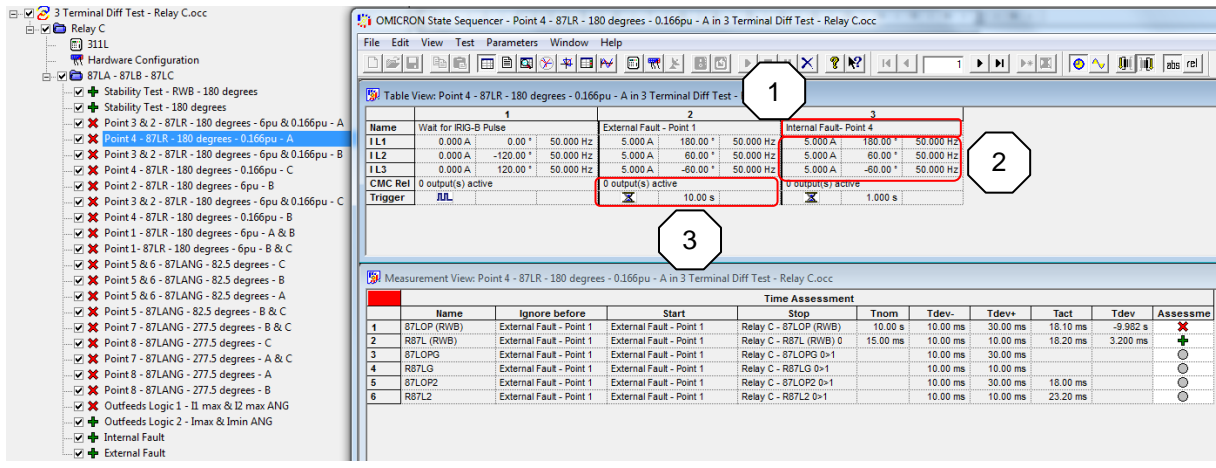 3 Terminal Diff Test - Relay C.occ
Relay C
311L
Hardware Configuration
87LA - 87LB - 87LC
Stability Test - RWB - 180 degrees
Stability Test - 180 degrees
Point 3 & 2 - 87LR - 180 degrees - 6pu & 0.166pu - A
Point 4 - 87LR - 180 degrees - 0.166pu - A
Point 3 & 2 - 87LR - 180 degrees - 6pu & 0.166pu - B
Point 4 - 87LR - 180 degrees - 0.166pu - C
Point 2 - 87LR - 180 degrees - 6pu - B
Point 3 & 2 - 87LR - 180 degrees - 6pu & 0.166pu - C
Point 4 - 87LR - 180 degrees - 0.166pu - B
Point 1 - 87LR - 180 degrees - 6pu - A & B
Point 1- 87LR - 180 degrees - 6pu - B & C
Point 5 & 6 - 87LANG - 82.5 degrees - C
Point 5 & 6 - 87LANG - 82.5 degrees - B
Point 5 & 6 - 87LANG - 82.5 degrees - A
Point 5 - 87LANG - 82.5 degrees - B & C
Point 7 - 87LANG - 277.5 degrees - B & C
Point 8 - 87LANG - 277.5 degrees - C
Point 7 - 87LANG - 277.5 degrees - A & C
Point 8 - 87LANG - 277.5 degrees - A
Point 8 - 87LANG - 277.5 degrees - B
Outfeeds Logic 1 - I1 max & I2 max ANG
Outfeeds Logic 2 - Imax & Imin ANG
Internal Fault
External Fault
OMICRON State Sequencer - Point 4 - 87LR - 180 degrees - 0.166pu - A in 3 Terminal Diff Test - Relay C.occ
File Edit View Test Parameters Window Help
1 abs rel
Table View: Point 4 - 87LR - 180 degrees - 0.166pu - A in 3 Terminal Diff Test -
1
1 2 3
Name Wait for IRIG-B Pulse External Fault - Point 1 Internal Fault- Point 4
I L1 0.000 A 0.00 ° 50.000 Hz 5.000 A 180.00 ° 50.000 Hz 5.000 A 180.00 ° 50.000 Hz
I L2 0.000 A -120.00 ° 50.000 Hz 5.000 A 60.00 ° 50.000 Hz 5.000 A 60.00 ° 50.000 Hz
I L3 0.000 A 120.00 ° 50.000 Hz 5.000 A -60.00 ° 50.000 Hz 5.000 A -60.00 ° 50.000 Hz
2
CMC Rel 0 output(s) active 0 output(s) active 0 output(s) active
Trigger 10.00 s 1.000 s
3
Measurement View: Point 4 - 87LR - 180 degrees - 0.166pu - A in 3 Terminal Diff Test - Relay C.occ
Time Assessment
Name Ignore before Start Stop Tnom Tdev- Tdev+ Tact Tdev Assessme
1 87LOP (RWB) External Fault - Point 1 External Fault - Point 1 Relay C - 87LOP (RWB) 10.00 s 10.00 ms 30.00 ms 18.10 ms -9.982 s
2 R87L (RWB) External Fault - Point 1 External Fault - Point 1 Relay C - R87L (RWB) 0 15.00 ms 10.00 ms 10.00 ms 18.20 ms 3.200 ms
3 87LOPG External Fault - Point 1 External Fault - Point 1 Relay C - 87LOPG 0>1 10.00 ms 30.00 ms
4 R87LG External Fault - Point 1 External Fault - Point 1 Relay C - R87LG 0>1 10.00 ms 10.00 ms
5 87LOP2 External Fault - Point 1 External Fault - Point 1 Relay C - 87LOP2 0>1 10.00 ms 30.00 ms 18.00 ms
6 R87L2 External Fault - Point 1 External Fault - Point 1 Relay C - R87L2 0>1 10.00 ms 10.00 ms 23.20 ms